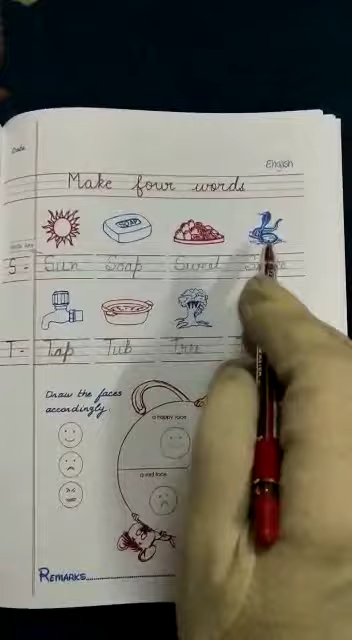 Date
English
Make four words
SOAP
S - Sun Soap Sweet
T - Tap Tub Tree
Draw the faces
accordingly.
a happy face
a sad face
REMARKS